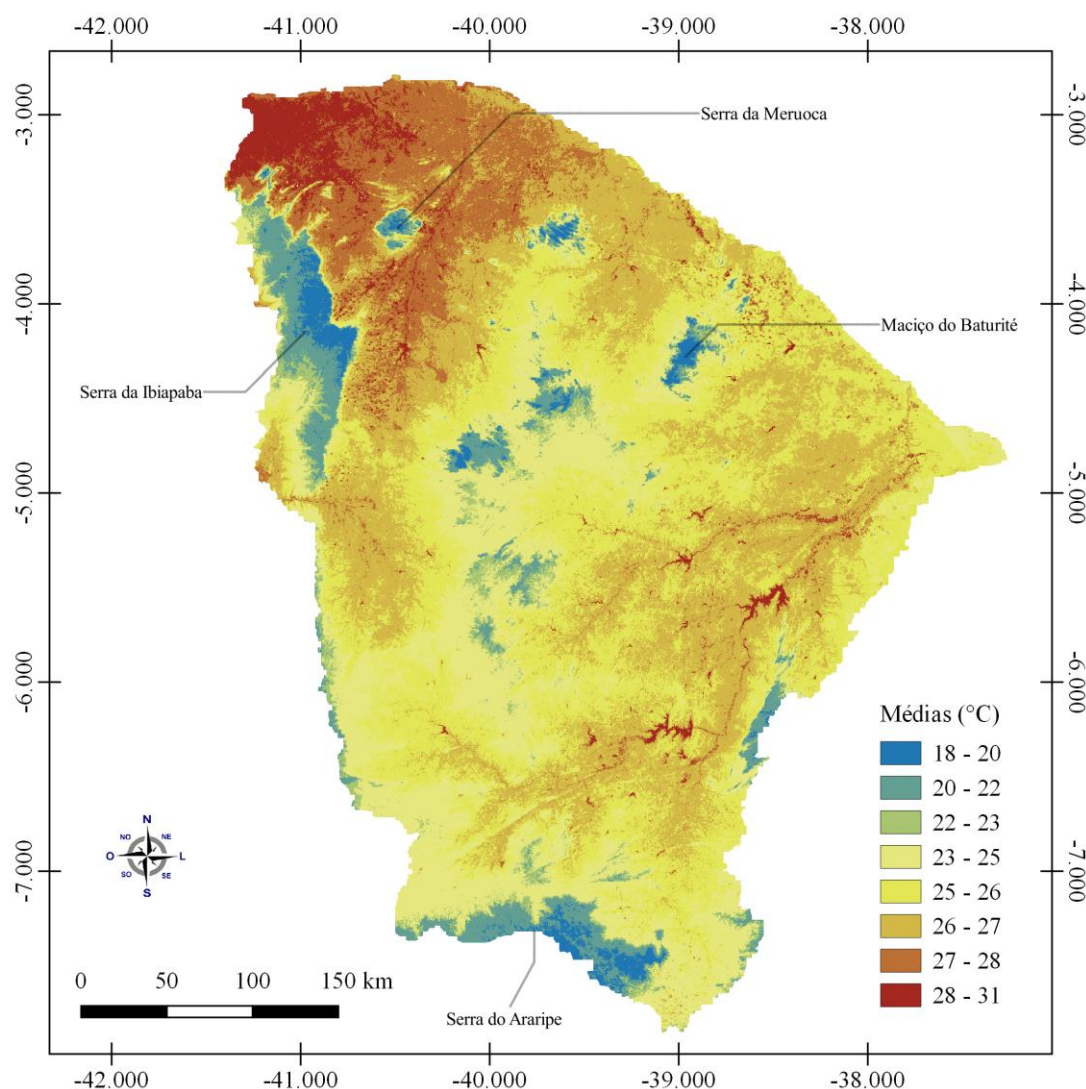 -42.000 -41.000 -40.000 -39.000 -38.000
-3.000 -3.000
Serra da Meruoca
-4.000 -4.000
Maciço do Baturité
Serra da Ibiapaba
-5.000 -5.000
-6.000 -6.000
Médias (°C)
18 - 20
20 - 22
22 - 23
23 - 25
25 - 26
26 - 27
27 - 28
28 - 31
N
NO NE
O L
SO SE
S
-7.000 -7.000
0 50 100 150 km
Serra do Araripe
-42.000 -41.000 -40.000 -39.000 -38.000